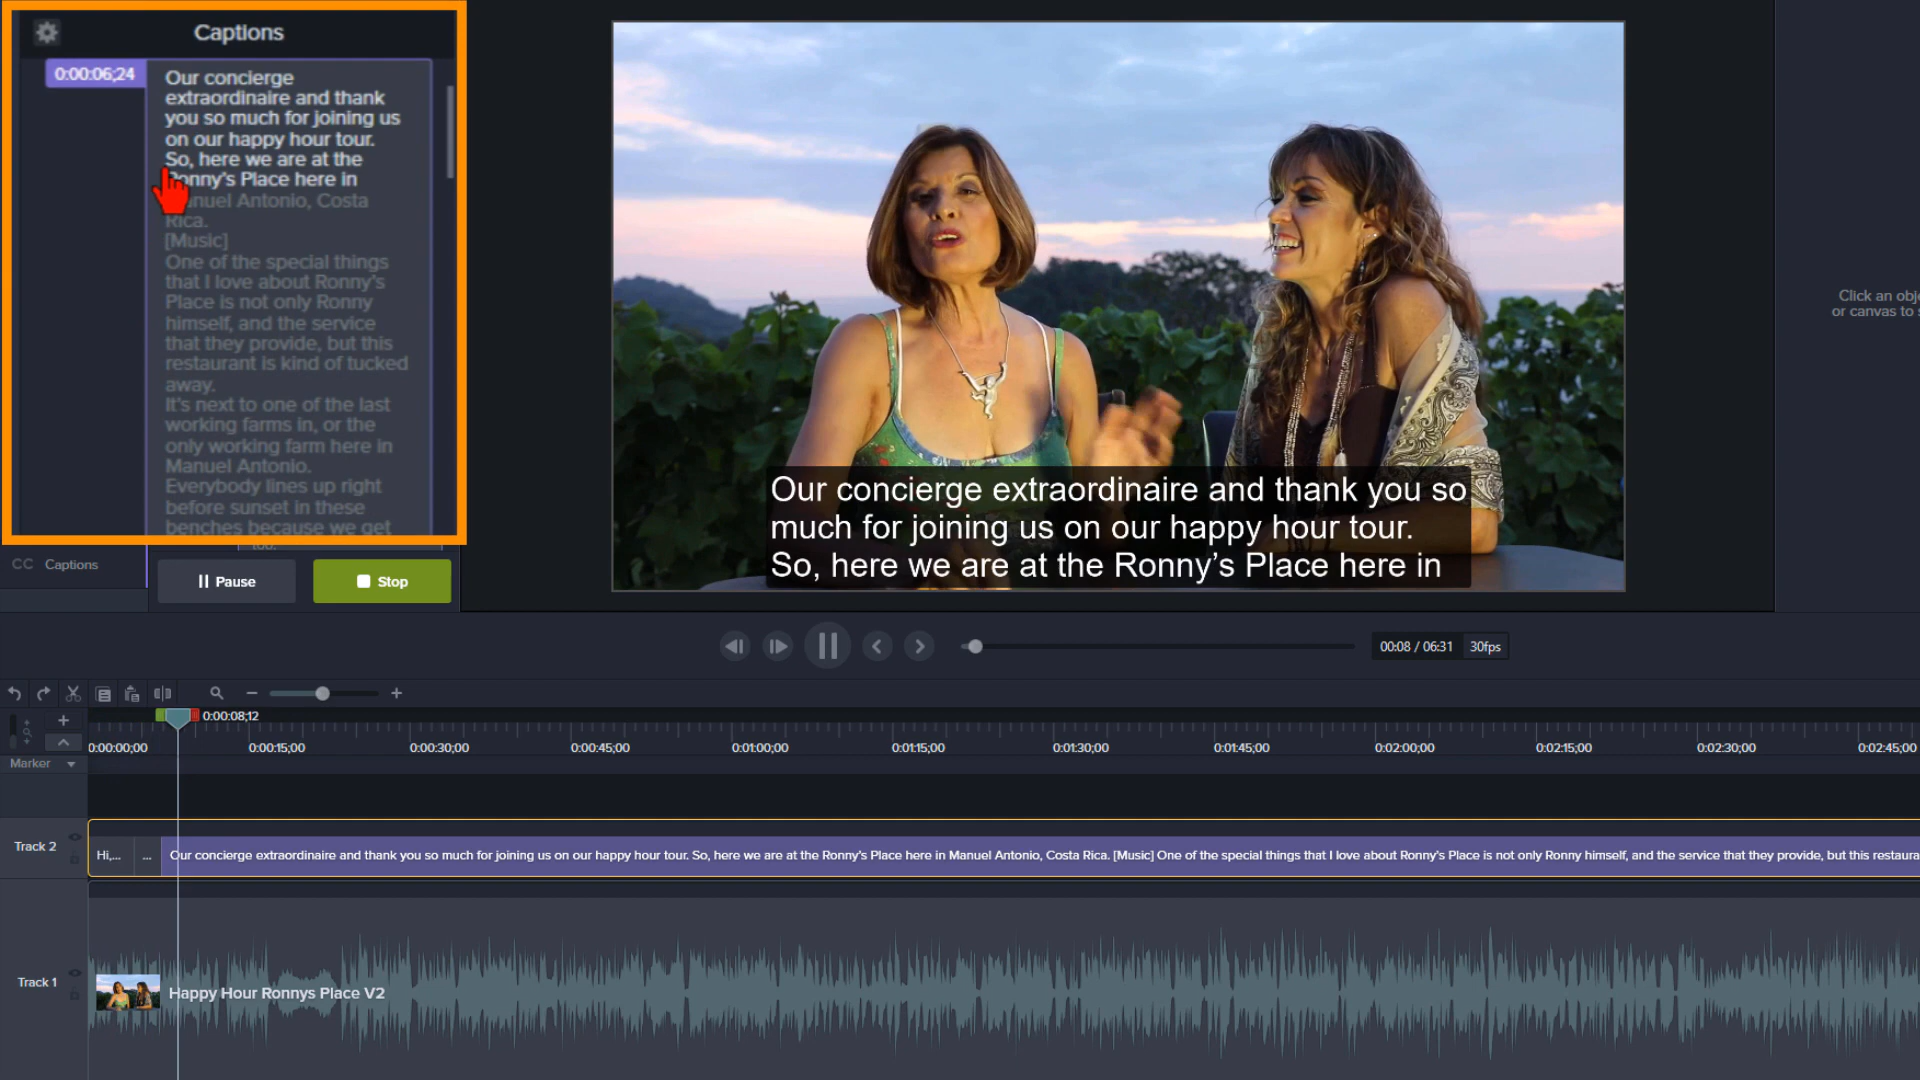 Captions
0:00:06;24
Our concierge
extraordinaire and thank
you so much for joining us
on our happy hour tour.
So, here we are at the
Ronny's Place here in
Manuel Antonio, Costa
Rica.
[Music]
One of the special things
that I love about Ronny's
Place is not only Ronny
himself, and the service
that they provide, but this
restaurant is kind of tucked
away.
It's next to one of the last
working farms in, or the
only working farm here in
Manuel Antonio.
Everybody lines up right
before sunset in these
benches because we get
CC Captions
Pause
Stop
Our concierge extraordinaire and thank you so
much for joining us on our happy hour tour.
So, here we are at the Ronny's Place here in
Click an obj
or canvas to s
00:08 / 06:31 30fps
0:00:08;12
0:00:00;00 0:00:15;00 0:00:30;00 0:00:45;00 0:01:00;00 0:01:15;00 0:01:30;00 0:01:45;00 0:02:00;00 0:02:15;00 0:02:30;00 0:02:45;00
Marker
Track 2
Hi,... ... Our concierge extraordinaire and thank you so much for joining us on our happy hour tour. So, here we are at the Ronny's Place here in Manuel Antonio, Costa Rica. [Music] One of the special things that I love about Ronny's Place is not only Ronny himself, and the service that they provide, but this restaura
Track 1
Happy Hour Ronnys Place V2